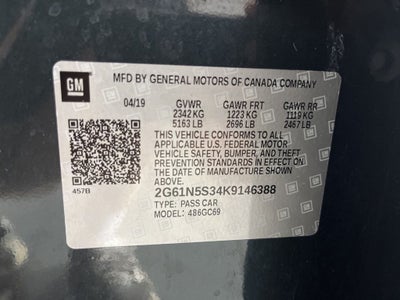 GM
MFD BY GENERAL MOTORS OF CANADA COMPANY
04/19 GVWR GAWR FRT GAWR RR
2342 KG 1223 KG 1119 KG
5163 LB 2696 LB 2467 LB
THIS VEHICLE CONFORMS TO ALL
APPLICABLE U.S. FEDERAL MOTOR
VEHICLE SAFETY, BUMPER, AND THEFT
PREVENTION STANDARDS IN EFFECT ON
THE DATE OF MANUFACTURE SHOWN ABOVE.
2G61N5S34K9146388
457B TYPE: PASS CAR
MODEL: 486GC69